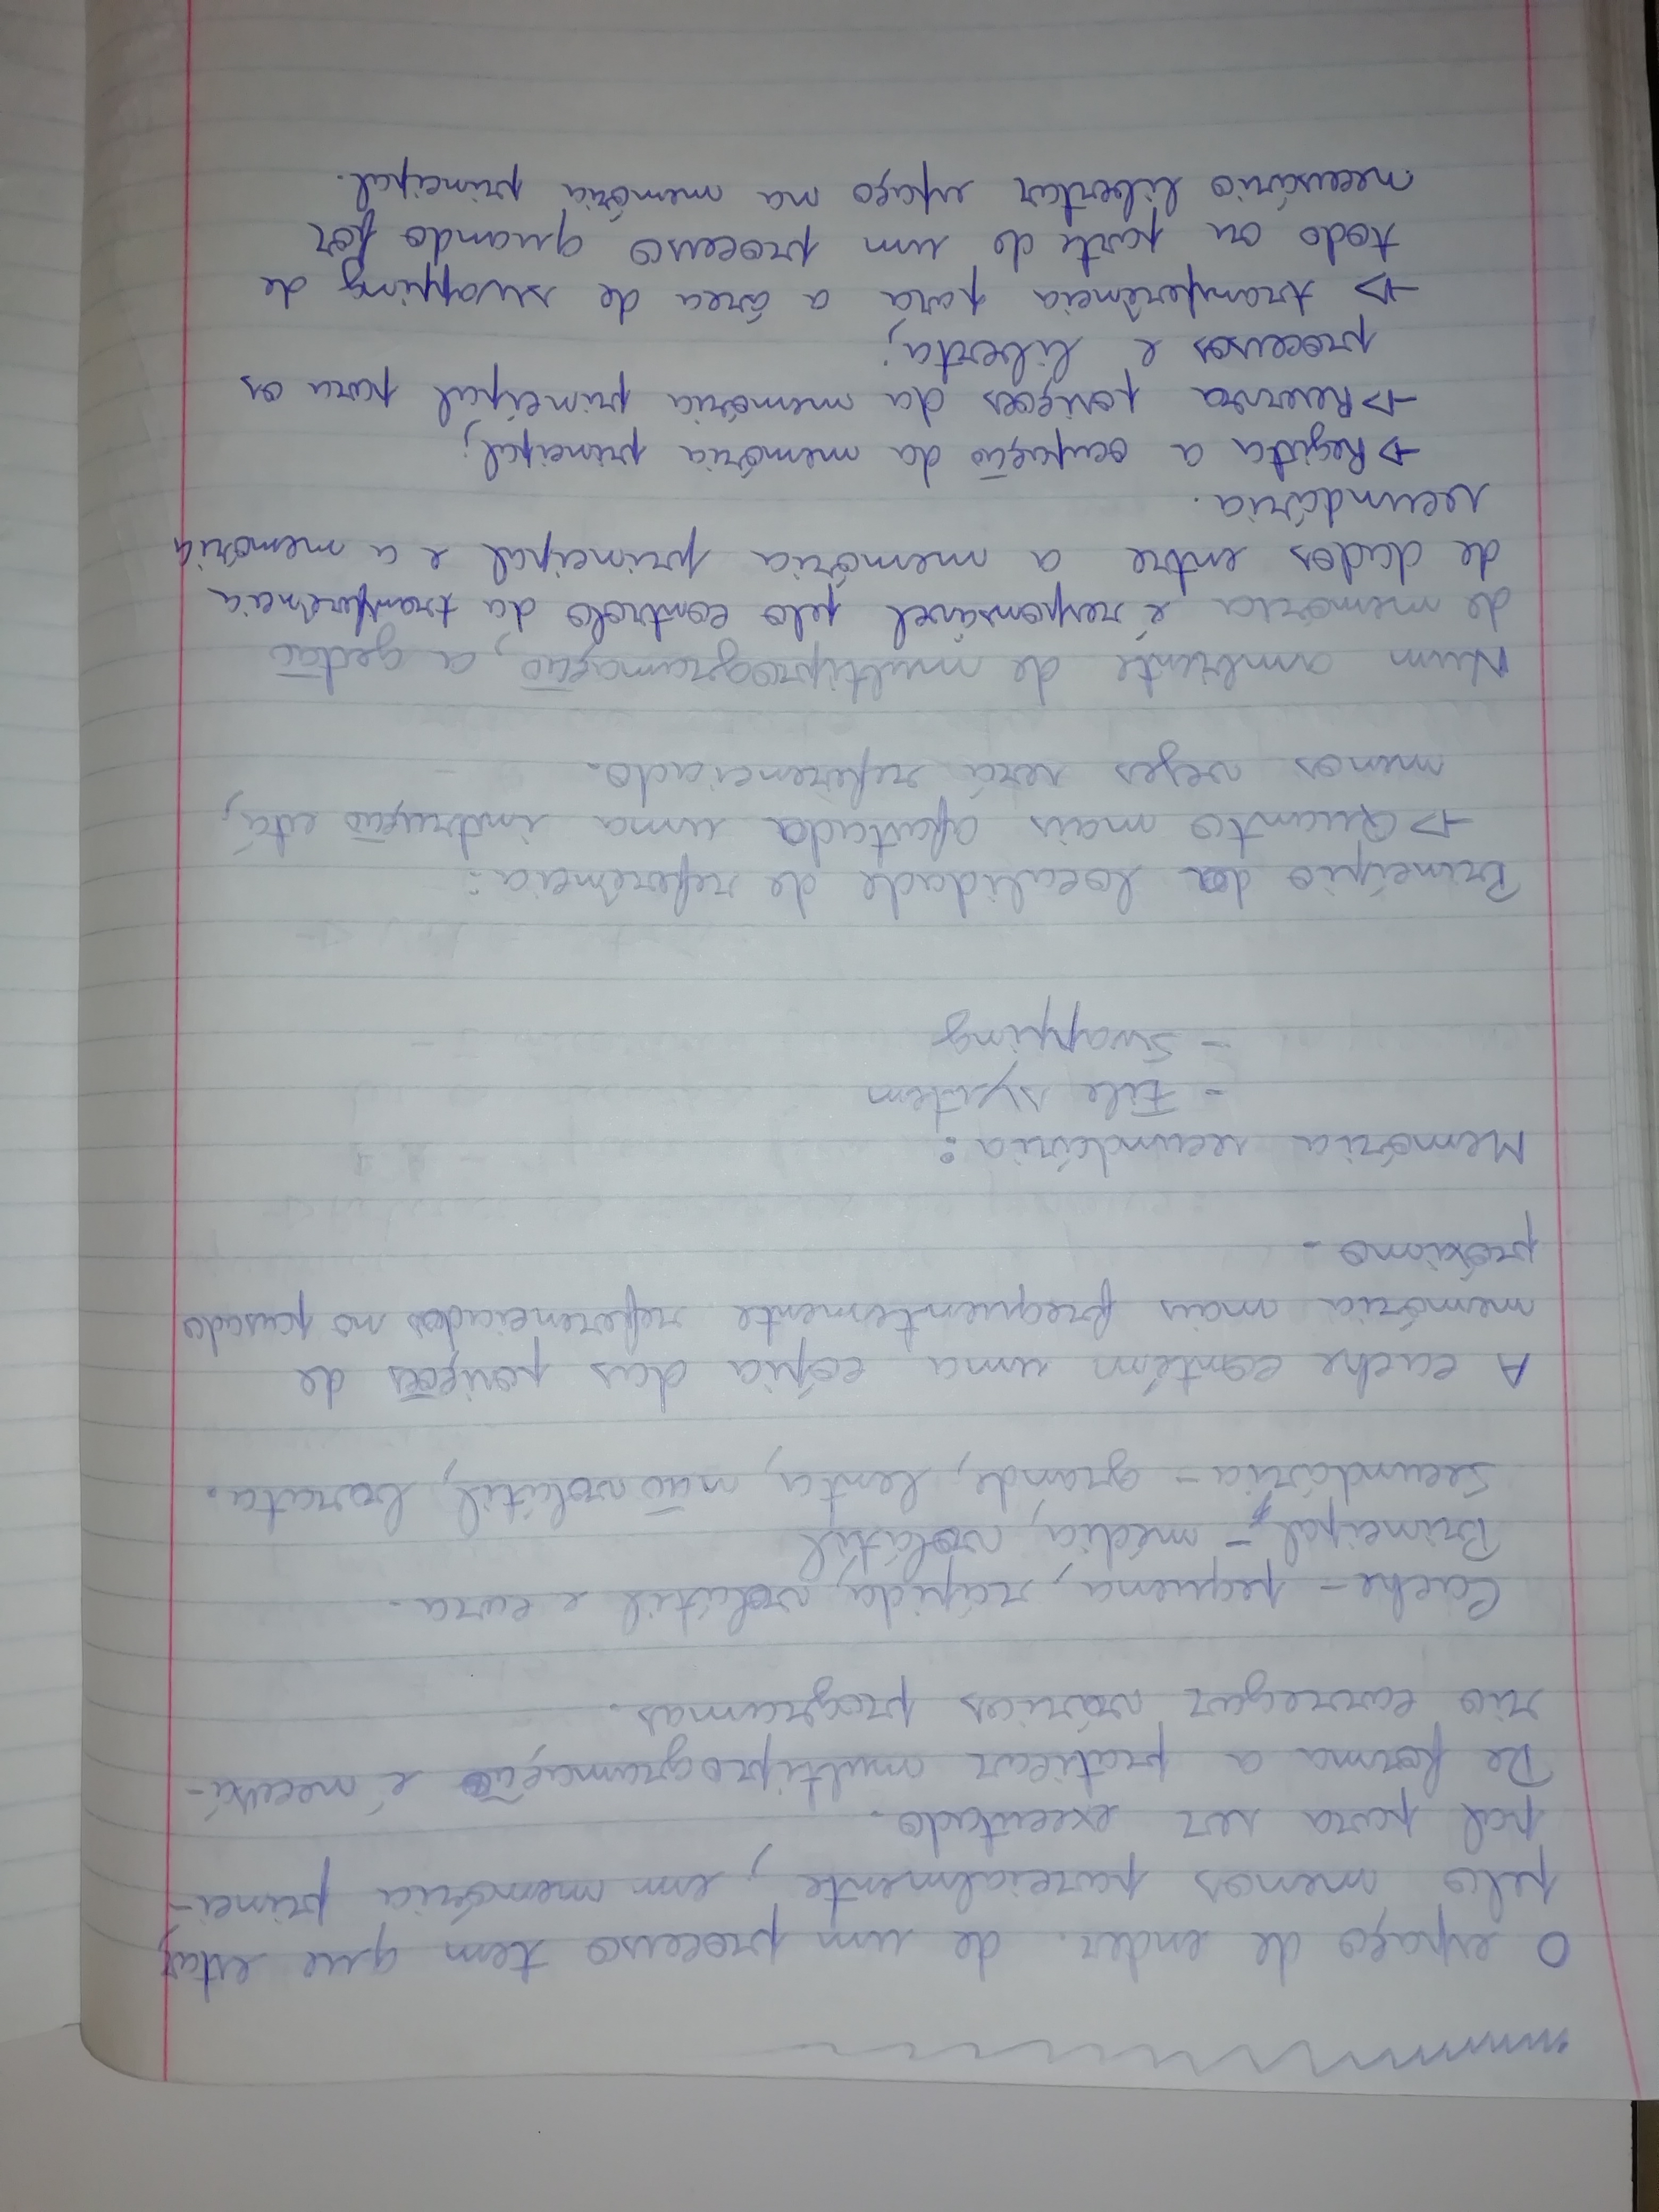 O espaço de ender. de um processo tem que estar,
pelo menos parcialmente, em memória princi-
pal para ser executado.
De forma a praticar multiprogramação é necessá-
rio carregar vários programas.
Cache - pequena, rápida, volátil e cara.
Principal, - média, volátil
Secundária - grande, lenta, não volátil, barata.
A cache contém uma cópia das posições de
memória mais frequentemente referenciados no passado
próximo.
Memória secundária:
- File system
- Swapping
Princípio da localidade de referência:
→ Quanto mais afastada uma instrução está,
menos vezes será referenciado.
Num ambiente de multiprogramação, a gestão
de memória é responsável pelo controlo da transferência
de dados entre a memória principal e a memória
secundária.
→ Regista a ocupação da memória principal;
→ Reserva posições da memória principal para os
processos e liberta;
→ transferência para a área de swapping de
todo ou parte de um processo quando for
necessário libertar espaço na memória principal.